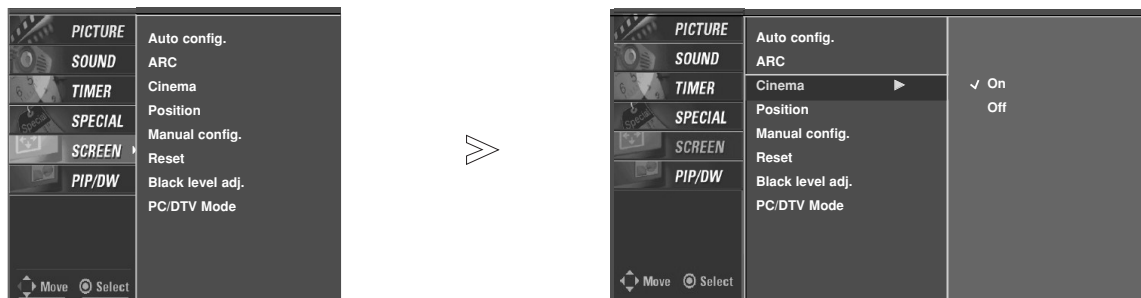 PICTURE
SOUND
TIMER
SPECIAL
SCREEN
PIP/DW
Auto config.
ARC
Cinema
Position
Manual config.
Reset
Black level adj.
PC/DTV Mode
Move Select
PICTURE
SOUND
TIMER
SPECIAL
SCREEN
PIP/DW
Auto config.
ARC
Cinema
Position
Manual config.
Reset
Black level adj.
PC/DTV Mode
On
Off
Move Select